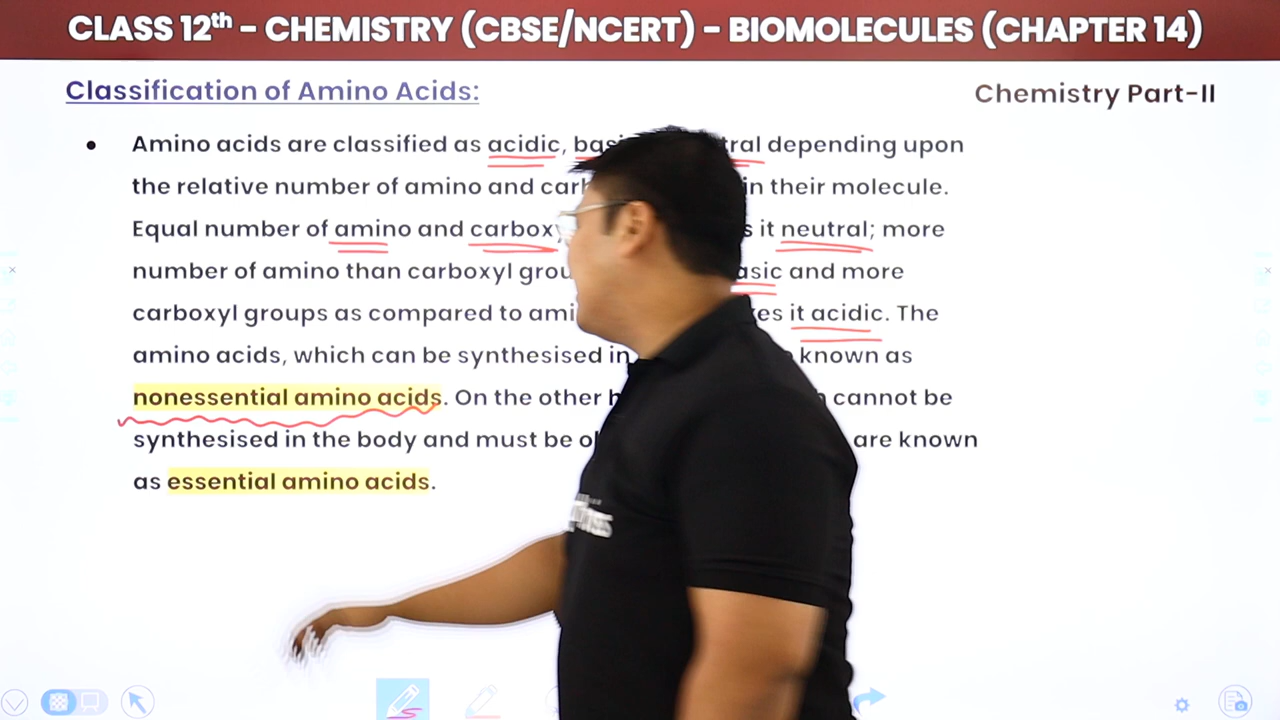 CLASS 12th - CHEMISTRY (CBSE/NCERT) - BIOMOLECULES (CHAPTER 14)
Classification of Amino Acids:
Chemistry Part-II
• Amino acids are classified as acidic, depending upon
the relative number of amino and in their molecule.
Equal number of amino and it neutral; more
number of amino than carboxyl and more
carboxyl groups as compared to it acidic. The
amino acids, which can be synthesised in known as
nonessential amino acids. On the other cannot be
synthesised in the body and must be are known
as essential amino acids.